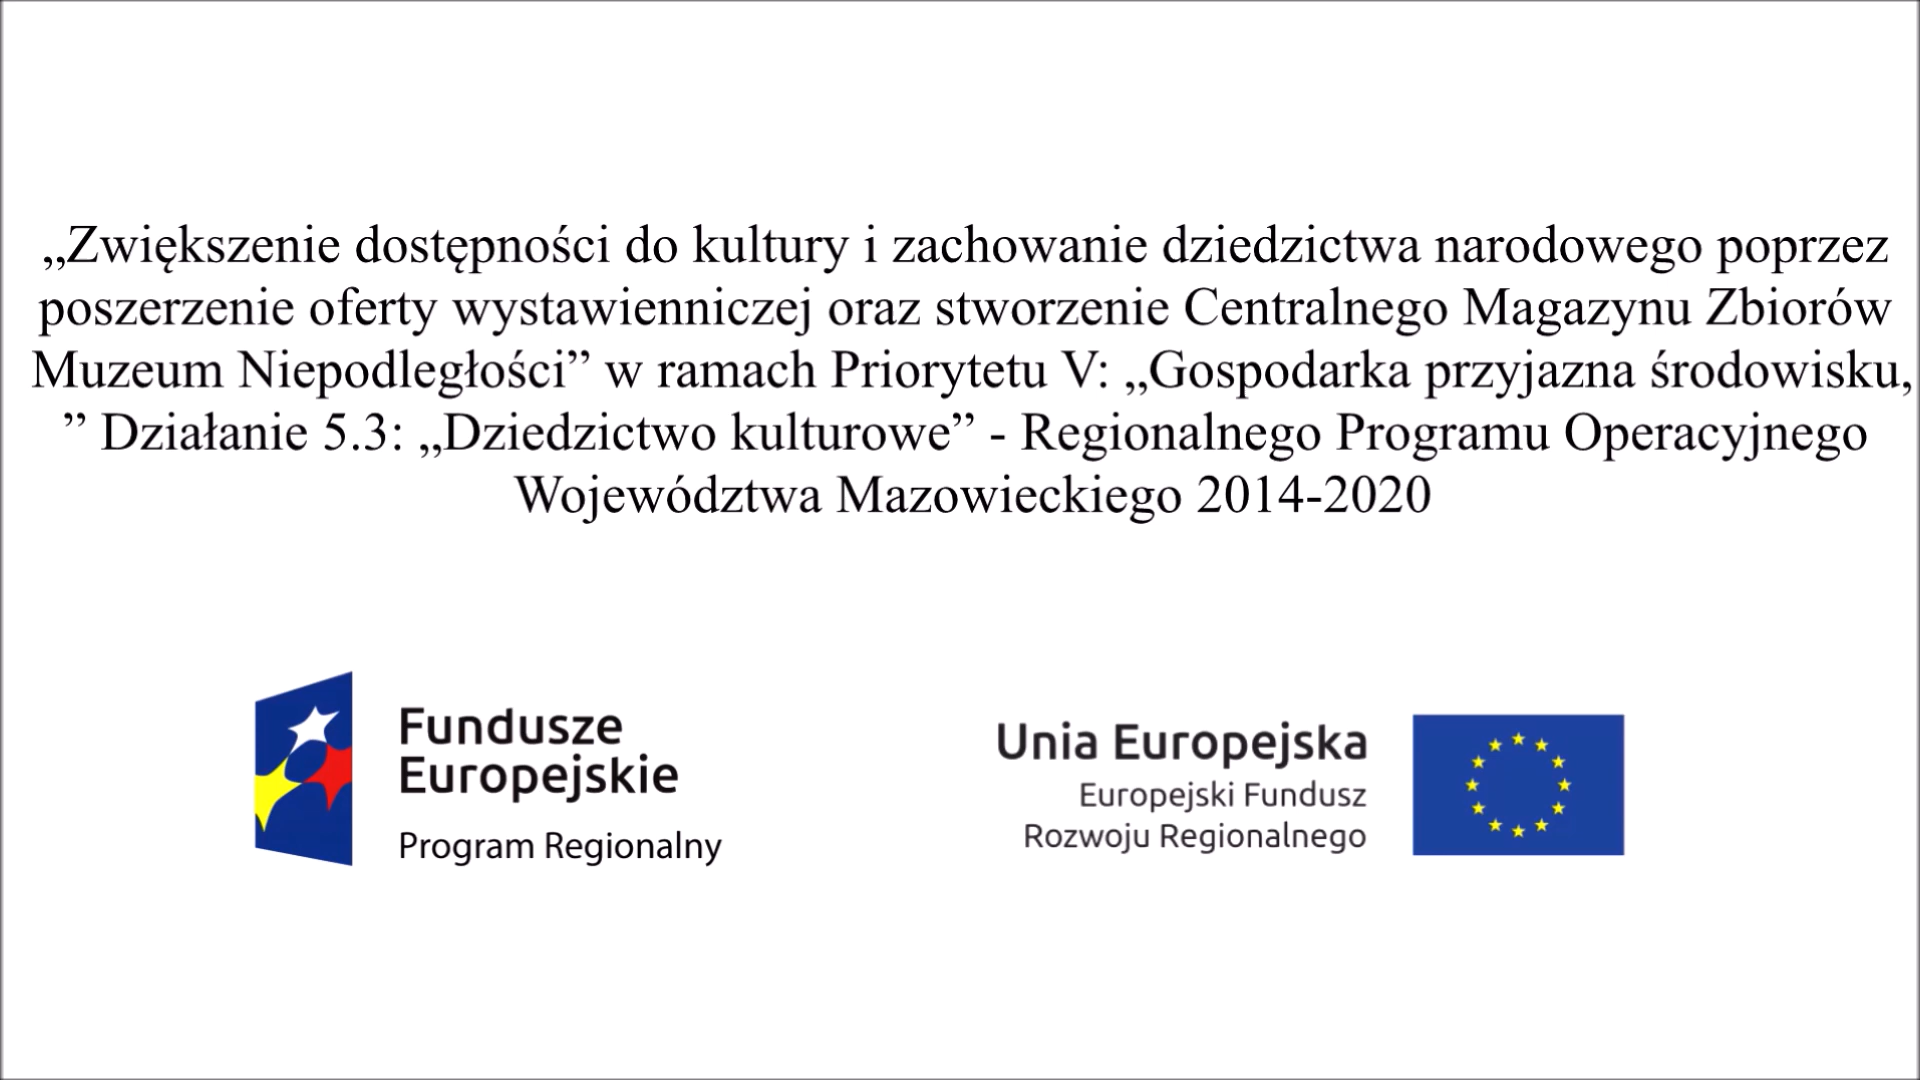 „Zwiększenie dostępności do kultury i zachowanie dziedzictwa narodowego poprzez
poszerzenie oferty wystawienniczej oraz stworzenie Centralnego Magazynu Zbiorów
Muzeum Niepodległości” w ramach Priorytetu V: „Gospodarka przyjazna środowisku,
” Działanie 5.3: „Dziedzictwo kulturowe” - Regionalnego Programu Operacyjnego
Województwa Mazowieckiego 2014-2020
Fundusze
Europejskie
Program Regionalny
Unia Europejska
Europejski Fundusz
Rozwoju Regionalnego